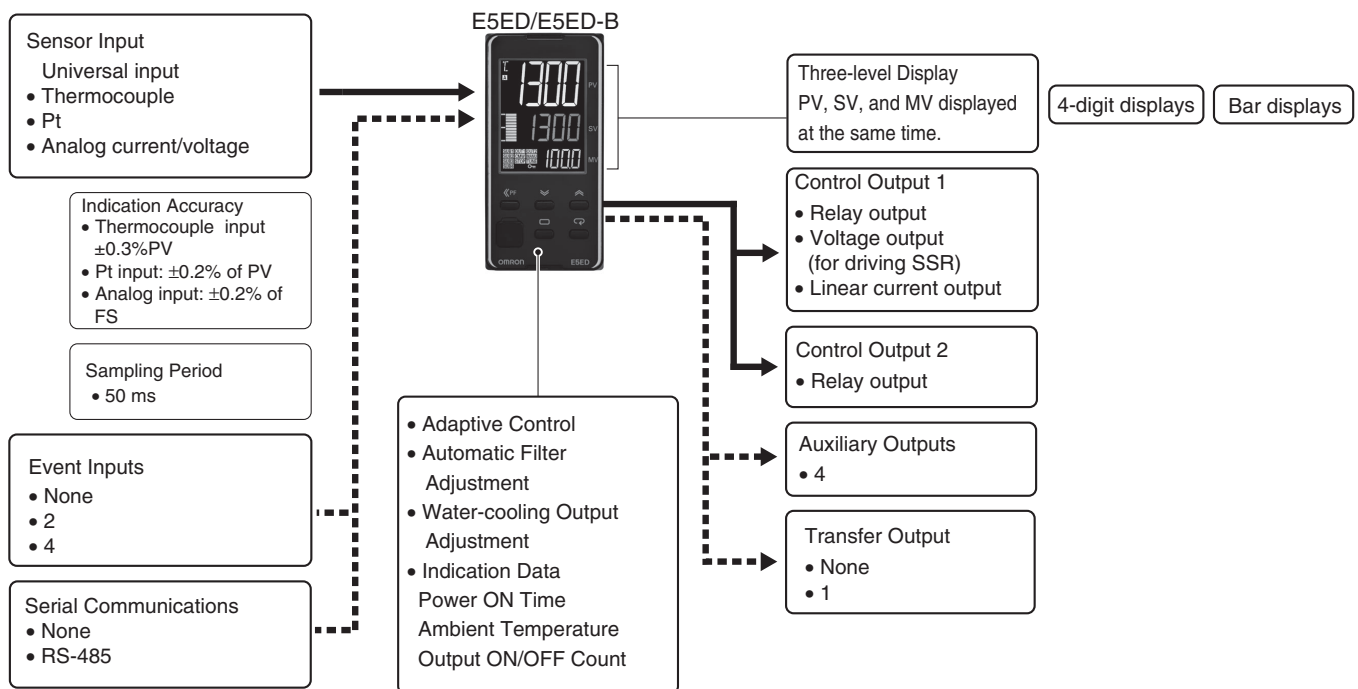 E5ED/E5ED-B
Sensor Input
Universal input
• Thermocouple
• Pt
• Analog current/voltage
Indication Accuracy
• Thermocouple input
±0.3%PV
• Pt input: ±0.2% of PV
• Analog input: ±0.2% of
FS
Sampling Period
• 50 ms
Event Inputs
• None
• 2
• 4
Serial Communications
• None
• RS-485
1300
PV
1300
SV
100.0
MV
PF
OMRON
E5ED
• Adaptive Control
• Automatic Filter
Adjustment
• Water-cooling Output
Adjustment
• Indication Data
Power ON Time
Ambient Temperature
Output ON/OFF Count
Three-level Display
PV, SV, and MV displayed
at the same time.
4-digit displays
Bar displays
Control Output 1
• Relay output
• Voltage output
(for driving SSR)
• Linear current output
Control Output 2
• Relay output
Auxiliary Outputs
• 4
Transfer Output
• None
• 1